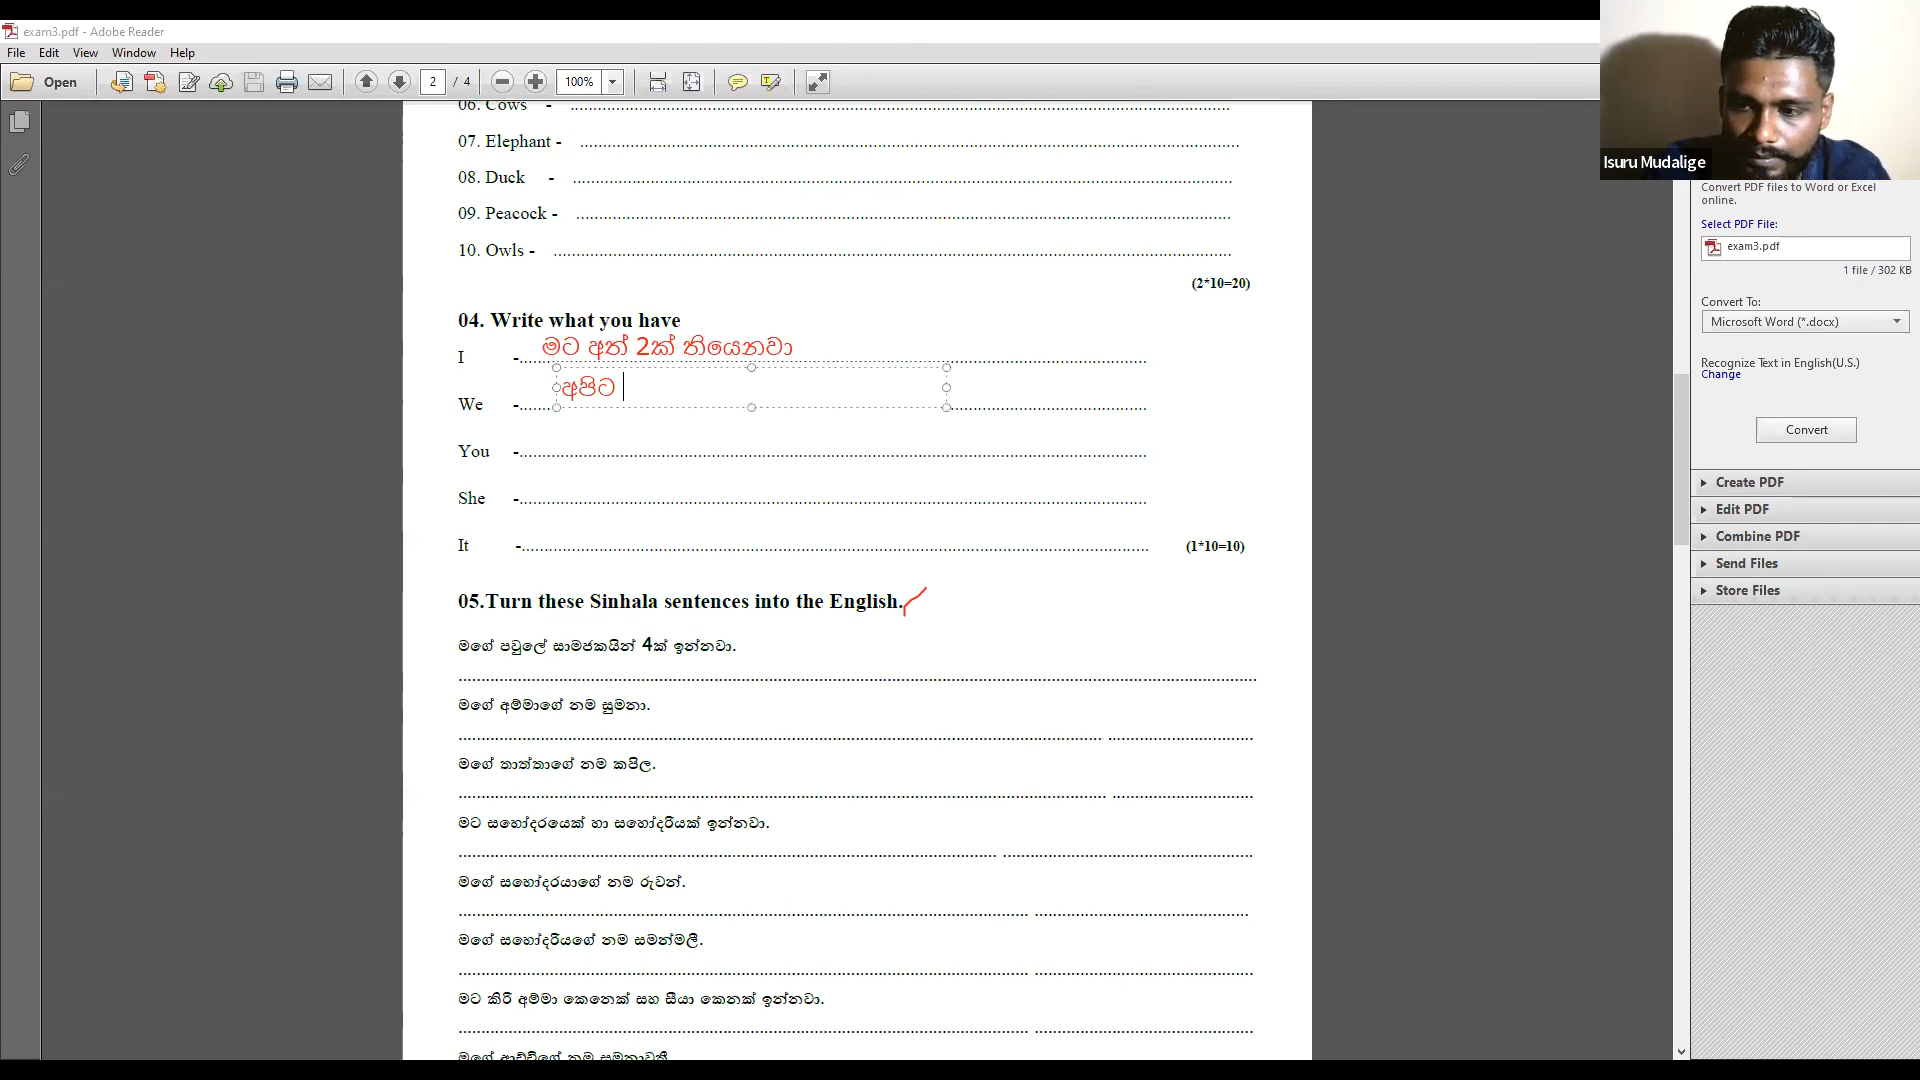 exam3.pdf - Adobe Reader
File Edit View Window Help
Open 2 / 4 100%
06. Cows - ................
07. Elephant - ................
08. Duck - ................
09. Peacock - ................
10. Owls - ................
(2*10=20)
04. Write what you have
I -................ මට අත් 2ක් තියෙනවා
We -................ අපිට
You -................
She -................
It -................ (1*10=10)
05.Turn these Sinhala sentences into the English.
මගේ පවුලේ සාමජකයින් 4ක් ඉන්නවා.
මගේ අම්මාගේ නම සුමනා.
මගේ තාත්තාගේ නම කපිල.
මට සහෝදරයෙක් හා සහෝදරියක් ඉන්නවා.
මගේ සහෝදරයාගේ නම රුවන්.
මගේ සහෝදරියගේ නම සමන්මලී.
මට කිරි අම්මා කෙනෙක් සහ සීයා කෙනක් ඉන්නවා.
Isuru Mudalige
Convert PDF files to Word or Excel
online.
Select PDF File:
exam3.pdf
1 file / 302 KB
Convert To:
Microsoft Word (*.docx)
Recognize Text in English(U.S.)
Change
Convert
Create PDF
Edit PDF
Combine PDF
Send Files
Store Files